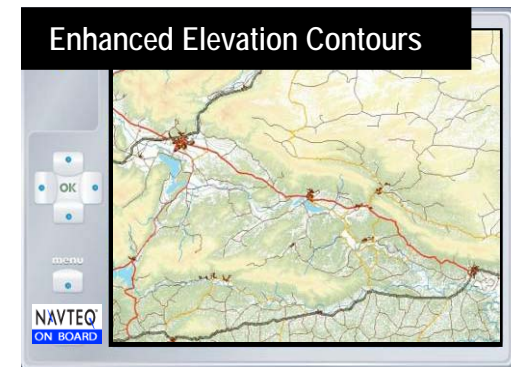 Enhanced Elevation Contours
OK
menu
NAVTEQ
ON BOARD